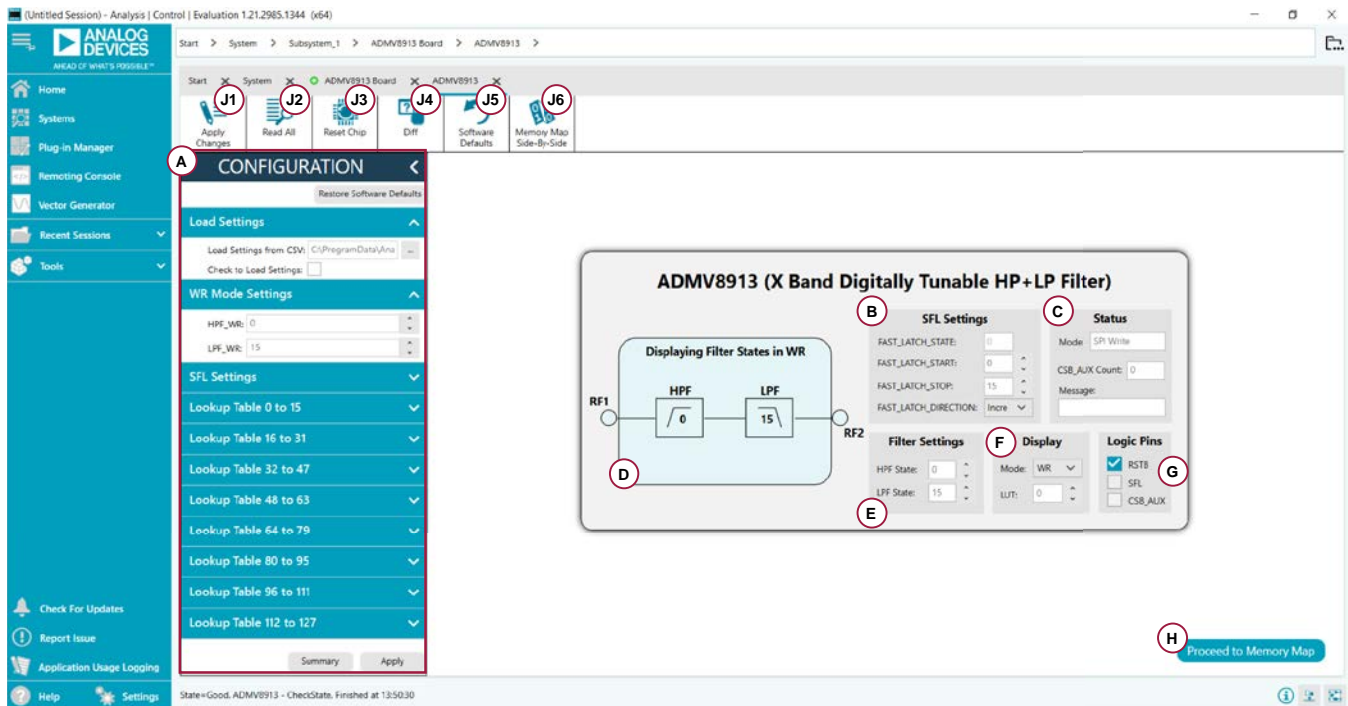 (Untitled Session) - Analysis | Control | Evaluation 1.21.2985.1344 (x64)
ANALOG DEVICES
AHEAD OF WHAT'S POSSIBLE™
Start > System > Subsystem_1 > ADMV8913 Board > ADMV8913 >
Home
Systems
Plug-in Manager
Remoting Console
Vector Generator
Recent Sessions
Tools
Check For Updates
Report Issue
Application Usage Logging
Help Settings
Start System ADMV8913 Board ADMV8913
J1 J2 J3 J4 J5 J6
Apply Changes
Read All
Reset Chip
Diff
Software Defaults
Memory Map Side-By-Side
A
CONFIGURATION
Restore Software Defaults
Load Settings
Load Settings from CSV: C:\ProgramData\Ana ...
Check to Load Settings:
WR Mode Settings
HPF_WR: 0
LPF_WR: 15
SFL Settings
Lookup Table 0 to 15
Lookup Table 16 to 31
Lookup Table 32 to 47
Lookup Table 48 to 63
Lookup Table 64 to 79
Lookup Table 80 to 95
Lookup Table 96 to 111
Lookup Table 112 to 127
Summary Apply
ADMV8913 (X Band Digitally Tunable HP+LP Filter)
Displaying Filter States in WR
HPF LPF
RF1
0 15
RF2
D
B
SFL Settings
FAST_LATCH_STATE: 0
FAST_LATCH_START: 0
FAST_LATCH_STOP: 15
FAST_LATCH_DIRECTION: Incre
C
Status
Mode SPI Write
CSB_AUX Count: 0
Message:
Filter Settings
HPF State: 0
LPF State: 15
E
F
Display
Mode: WR
LUT: 0
Logic Pins
RSTB
SFL
CSB_AUX
G
H
Proceed to Memory Map
State=Good, ADMV8913 - CheckState, Finished at 13:50:30